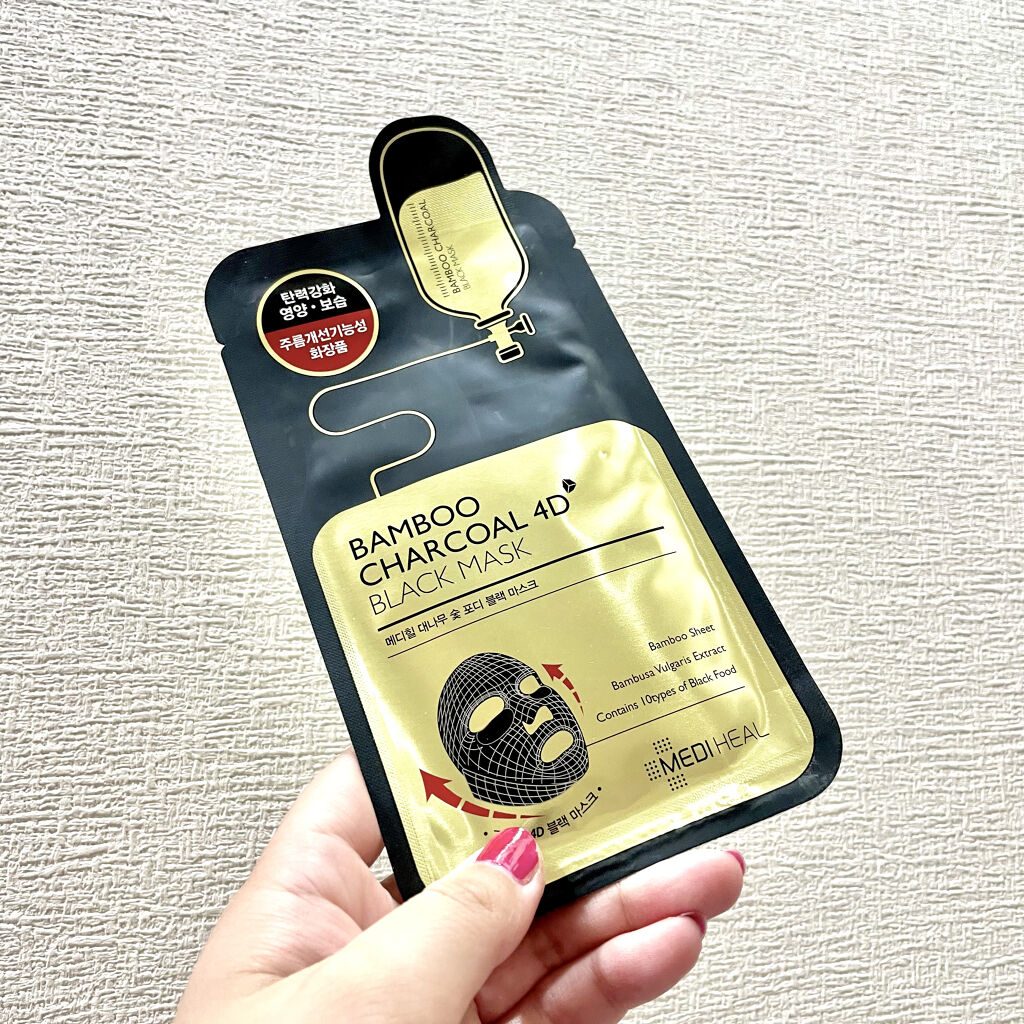 BAMBOO CHARCOAL
BLACK MASK
탄력강화
영양・보습
주름개선기능성
화장품
BAMBOO
CHARCOAL 4D
BLACK MASK
메디힐 대나무 숯 포디 블랙 마스크
Bamboo Sheet
Bambusa Vulgaris Extract
Contains 10types of Black Food
MEDIHEAL
4D 블랙 마스크